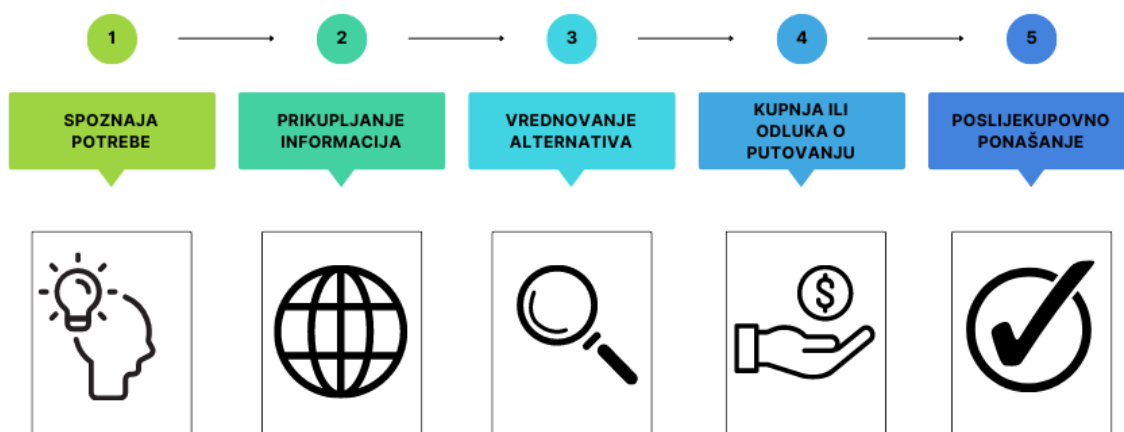 1
2
3
4
5
SPOZNAJA
POTREBE
PRIKUPLJANJE
INFORMACIJA
VREDNOVANJE
ALTERNATIVA
KUPNJA ILI
ODLUKA O
PUTOVANJU
POSLIJEKUPOVNO
PONAŠANJE
$